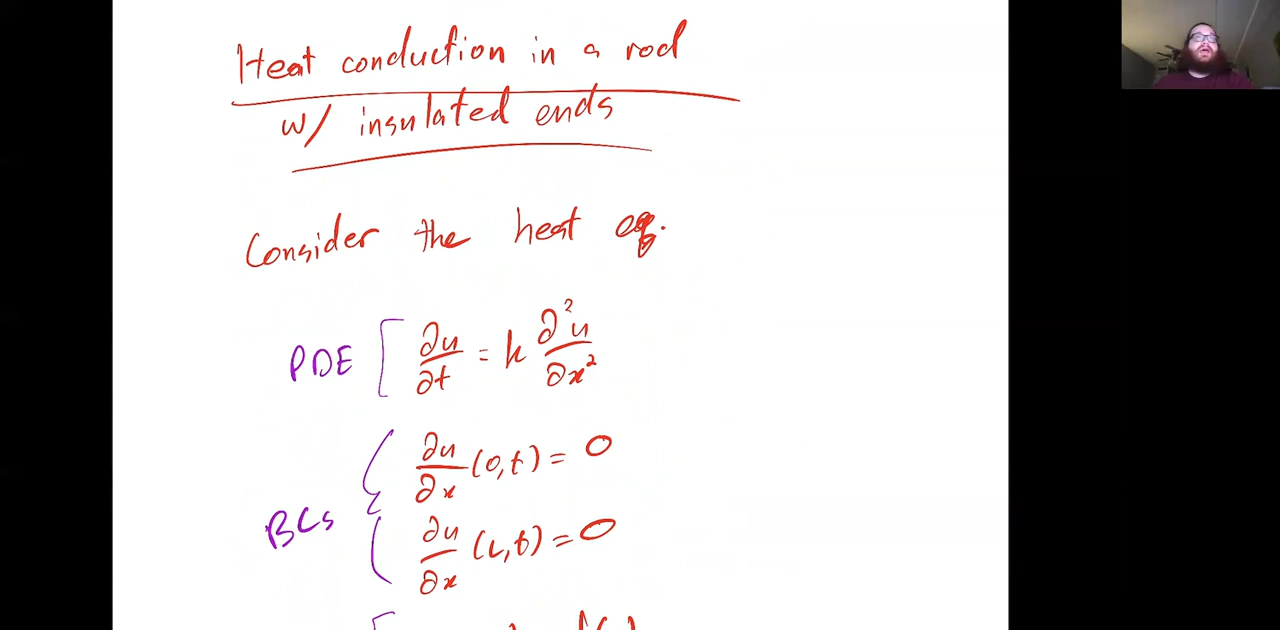 Heat conduction in a rod
w/ insulated ends
Consider the heat eq.
PDE [ ∂u/∂t = k ∂²u/∂x²
BCs { ∂u/∂x (0,t) = 0
∂u/∂x (L,t) = 0